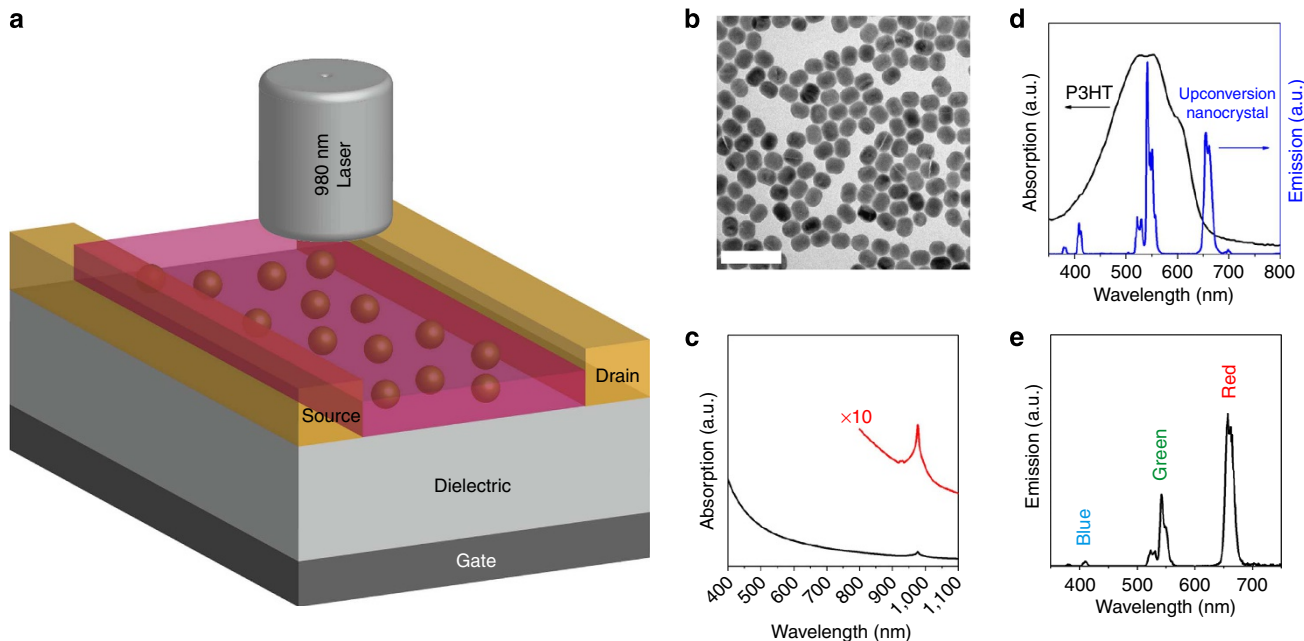 a
980 nm
Laser
Source
Drain
Dielectric
Gate
b
c
Absorption (a.u.)
×10
400
500
600
700
800
900
1,000
1,100
Wavelength (nm)
d
Absorption (a.u.)
P3HT
Upconversion
nanocrystal
Emission (a.u.)
400 500 600 700 800
Wavelength (nm)
e
Emission (a.u.)
Blue
Green
Red
400 500 600 700
Wavelength (nm)